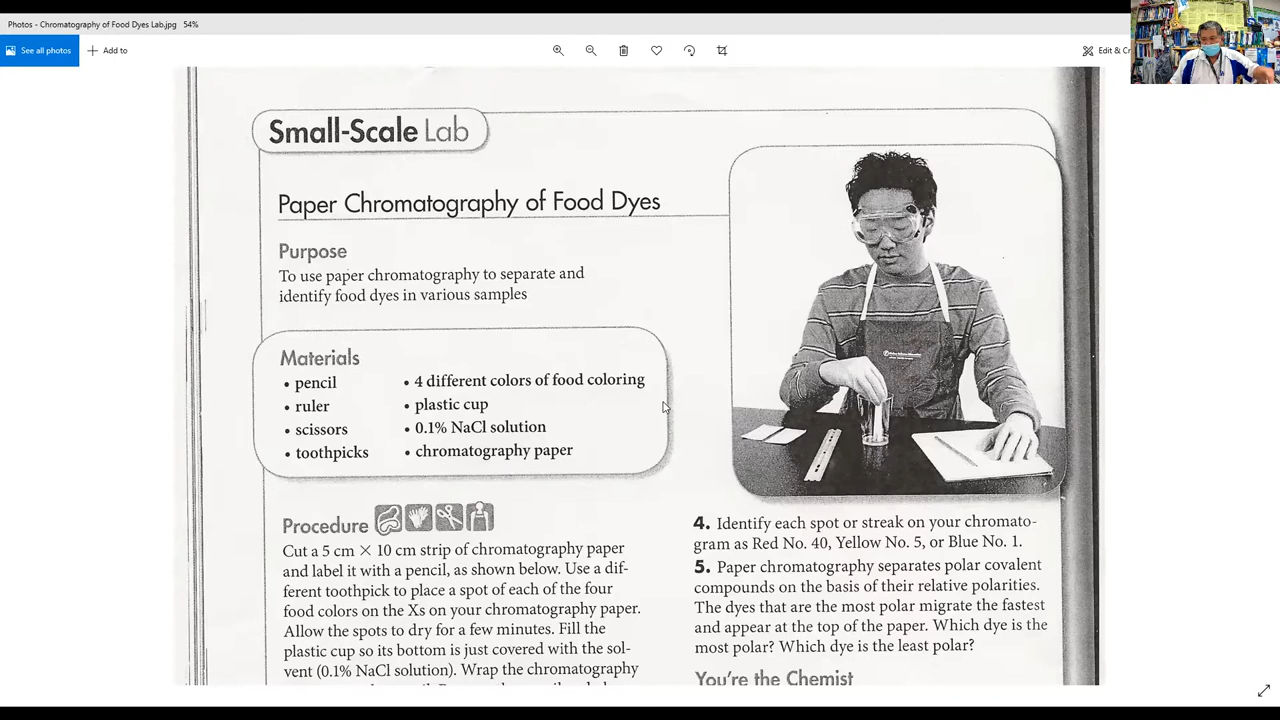 Photos - Chromatography of Food Dyes Lab.jpg 54%
See all photos
Add to
Edit & Cr
Small-Scale Lab
Paper Chromatography of Food Dyes
Purpose
To use paper chromatography to separate and
identify food dyes in various samples
Materials
• pencil
• ruler
• scissors
• toothpicks
• 4 different colors of food coloring
• plastic cup
• 0.1% NaCl solution
• chromatography paper
Procedure
Cut a 5 cm × 10 cm strip of chromatography paper
and label it with a pencil, as shown below. Use a dif-
ferent toothpick to place a spot of each of the four
food colors on the Xs on your chromatography paper.
Allow the spots to dry for a few minutes. Fill the
plastic cup so its bottom is just covered with the sol-
vent (0.1% NaCl solution). Wrap the chromatography
4. Identify each spot or streak on your chromato-
gram as Red No. 40, Yellow No. 5, or Blue No. 1.
5. Paper chromatography separates polar covalent
compounds on the basis of their relative polarities.
The dyes that are the most polar migrate the fastest
and appear at the top of the paper. Which dye is the
most polar? Which dye is the least polar?
You're the Chemist